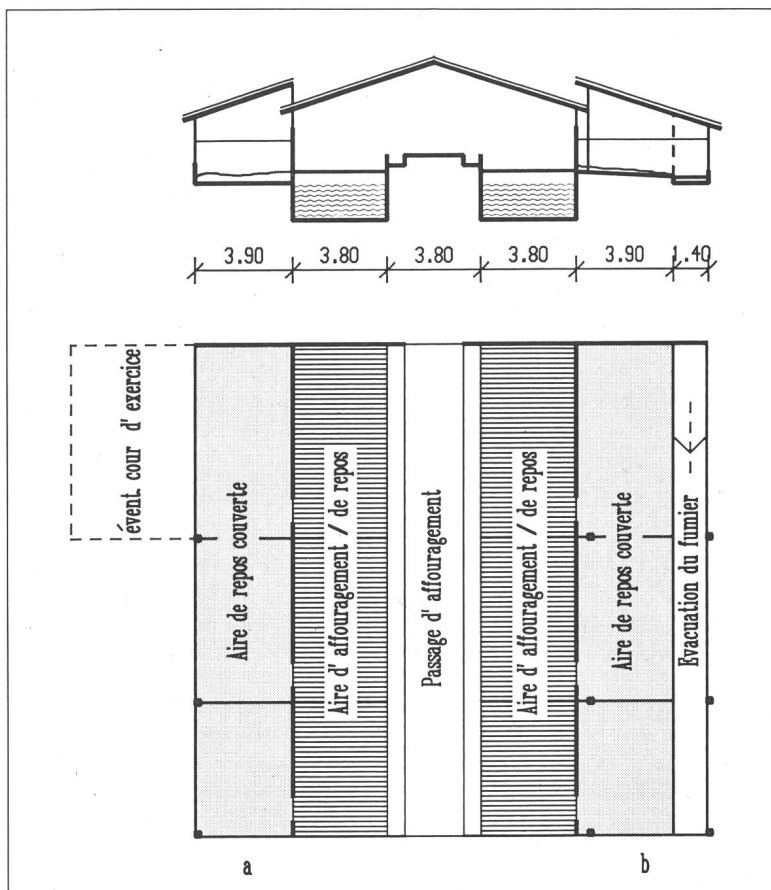 3.90 3.80 3.80 3.80 3.90 1.40
évent. cour d' exercice
Aire de repos couverte
Aire d' affouragement / de repos
Passage d' affouragement
Aire d' affouragement / de repos
Aire de repos couverte
Evacuation du fumier
a b